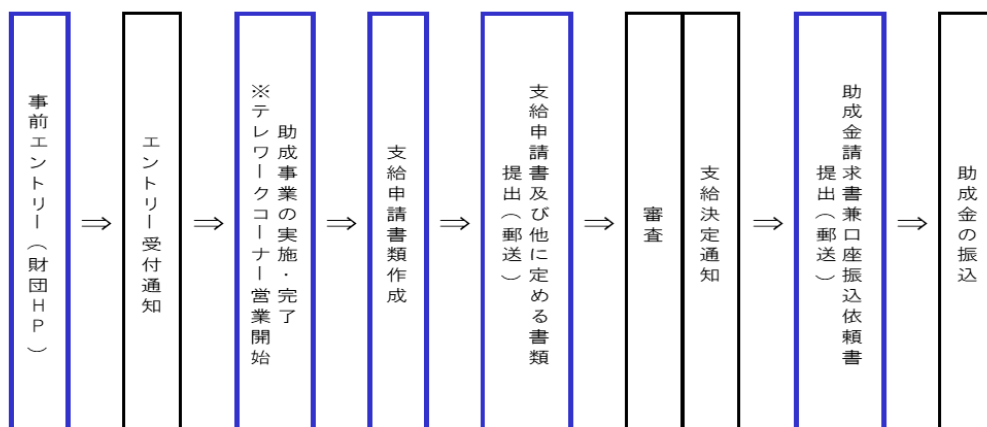 事前エントリー（財団ＨＰ）
⇒
エントリー受付通知
⇒
助成事業の実施・完了
※テレワークコーナー営業開始
⇒
支給申請書類作成
⇒
支給申請書及び他に定める書類
提出（郵送）
⇒
審査
支給決定通知
⇒
助成金請求書兼口座振込依頼書
提出（郵送）
⇒
助成金の振込